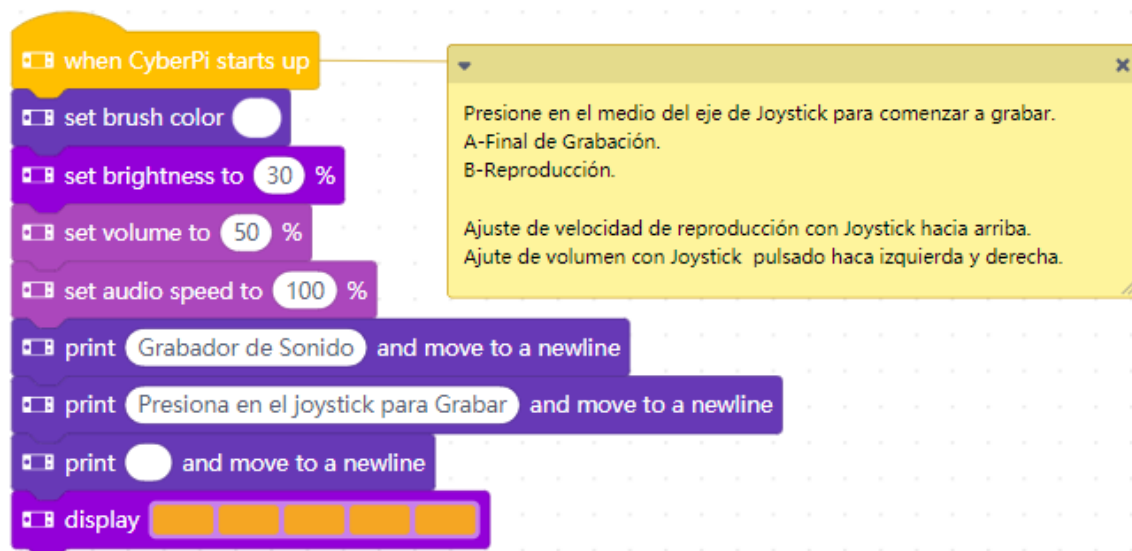 when CyberPi starts up
set brush color
set brightness to 30 %
set volume to 50 %
set audio speed to 100 %
print Grabador de Sonido and move to a newline
print Presiona en el joystick para Grabar and move to a newline
print and move to a newline
display
Presione en el medio del eje de Joystick para comenzar a grabar.
A-Final de Grabación.
B-Reproducción.
Ajuste de velocidad de reproducción con Joystick hacia arriba.
Ajute de volumen con Joystick pulsado haca izquierda y derecha.